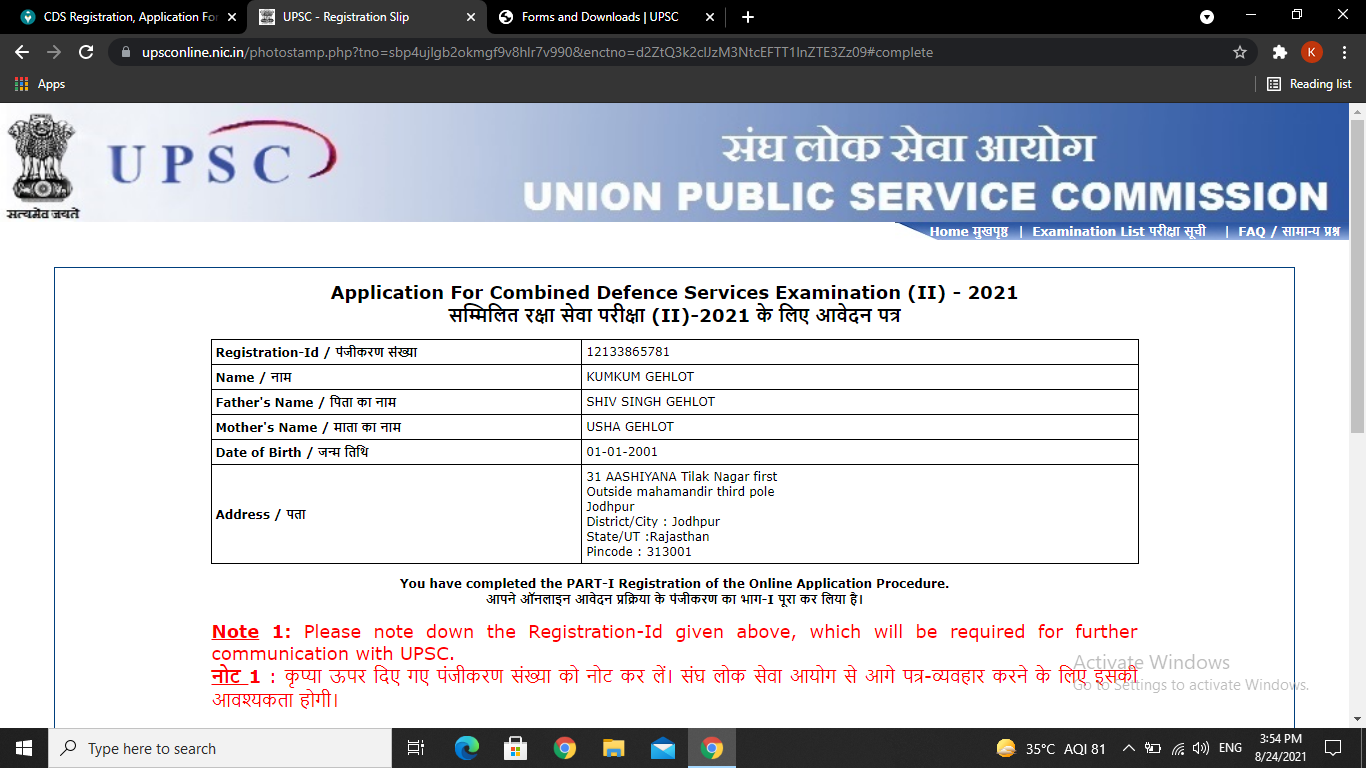 CDS Registration, Application Fo
UPSC - Registration Slip
Forms and Downloads | UPSC
upsconline.nic.in/photostamp.php?tno=sbp4ujlgb2okmgf9v8hlr7v990&enctno=d2ZtQ3k2clJzM3NtcEFTT1lnZTE3Zz09#complete
K
Apps
Reading list
सत्यमेव जयते
UPSC
संघ लोक सेवा आयोग
UNION PUBLIC SERVICE COMMISSION
Home मुखपृष्ठ | Examination List परीक्षा सूची | FAQ / सामान्य प्रश्न
Application For Combined Defence Services Examination (II) - 2021
सम्मिलित रक्षा सेवा परीक्षा (II)-2021 के लिए आवेदन पत्र
Registration-Id / पंजीकरण संख्या 12133865781
Name / नाम KUMKUM GEHLOT
Father's Name / पिता का नाम SHIV SINGH GEHLOT
Mother's Name / माता का नाम USHA GEHLOT
Date of Birth / जन्म तिथि 01-01-2001
Address / पता
31 AASHIYANA Tilak Nagar first
Outside mahamandir third pole
Jodhpur
District/City : Jodhpur
State/UT :Rajasthan
Pincode : 313001
You have completed the PART-I Registration of the Online Application Procedure.
आपने ऑनलाइन आवेदन प्रक्रिया के पंजीकरण का भाग-I पूरा कर लिया है।
Note 1: Please note down the Registration-Id given above, which will be required for further
communication with UPSC.
नोट 1 : कृप्या ऊपर दिए गए पंजीकरण संख्या को नोट कर लें। संघ लोक सेवा आयोग से आगे पत्र-व्यवहार करने के लिए इसकी
आवश्यकता होगी।
Activate Windows
Go to Settings to activate Windows.
Type here to search
35°C AQI 81
ENG
3:54 PM
8/24/2021